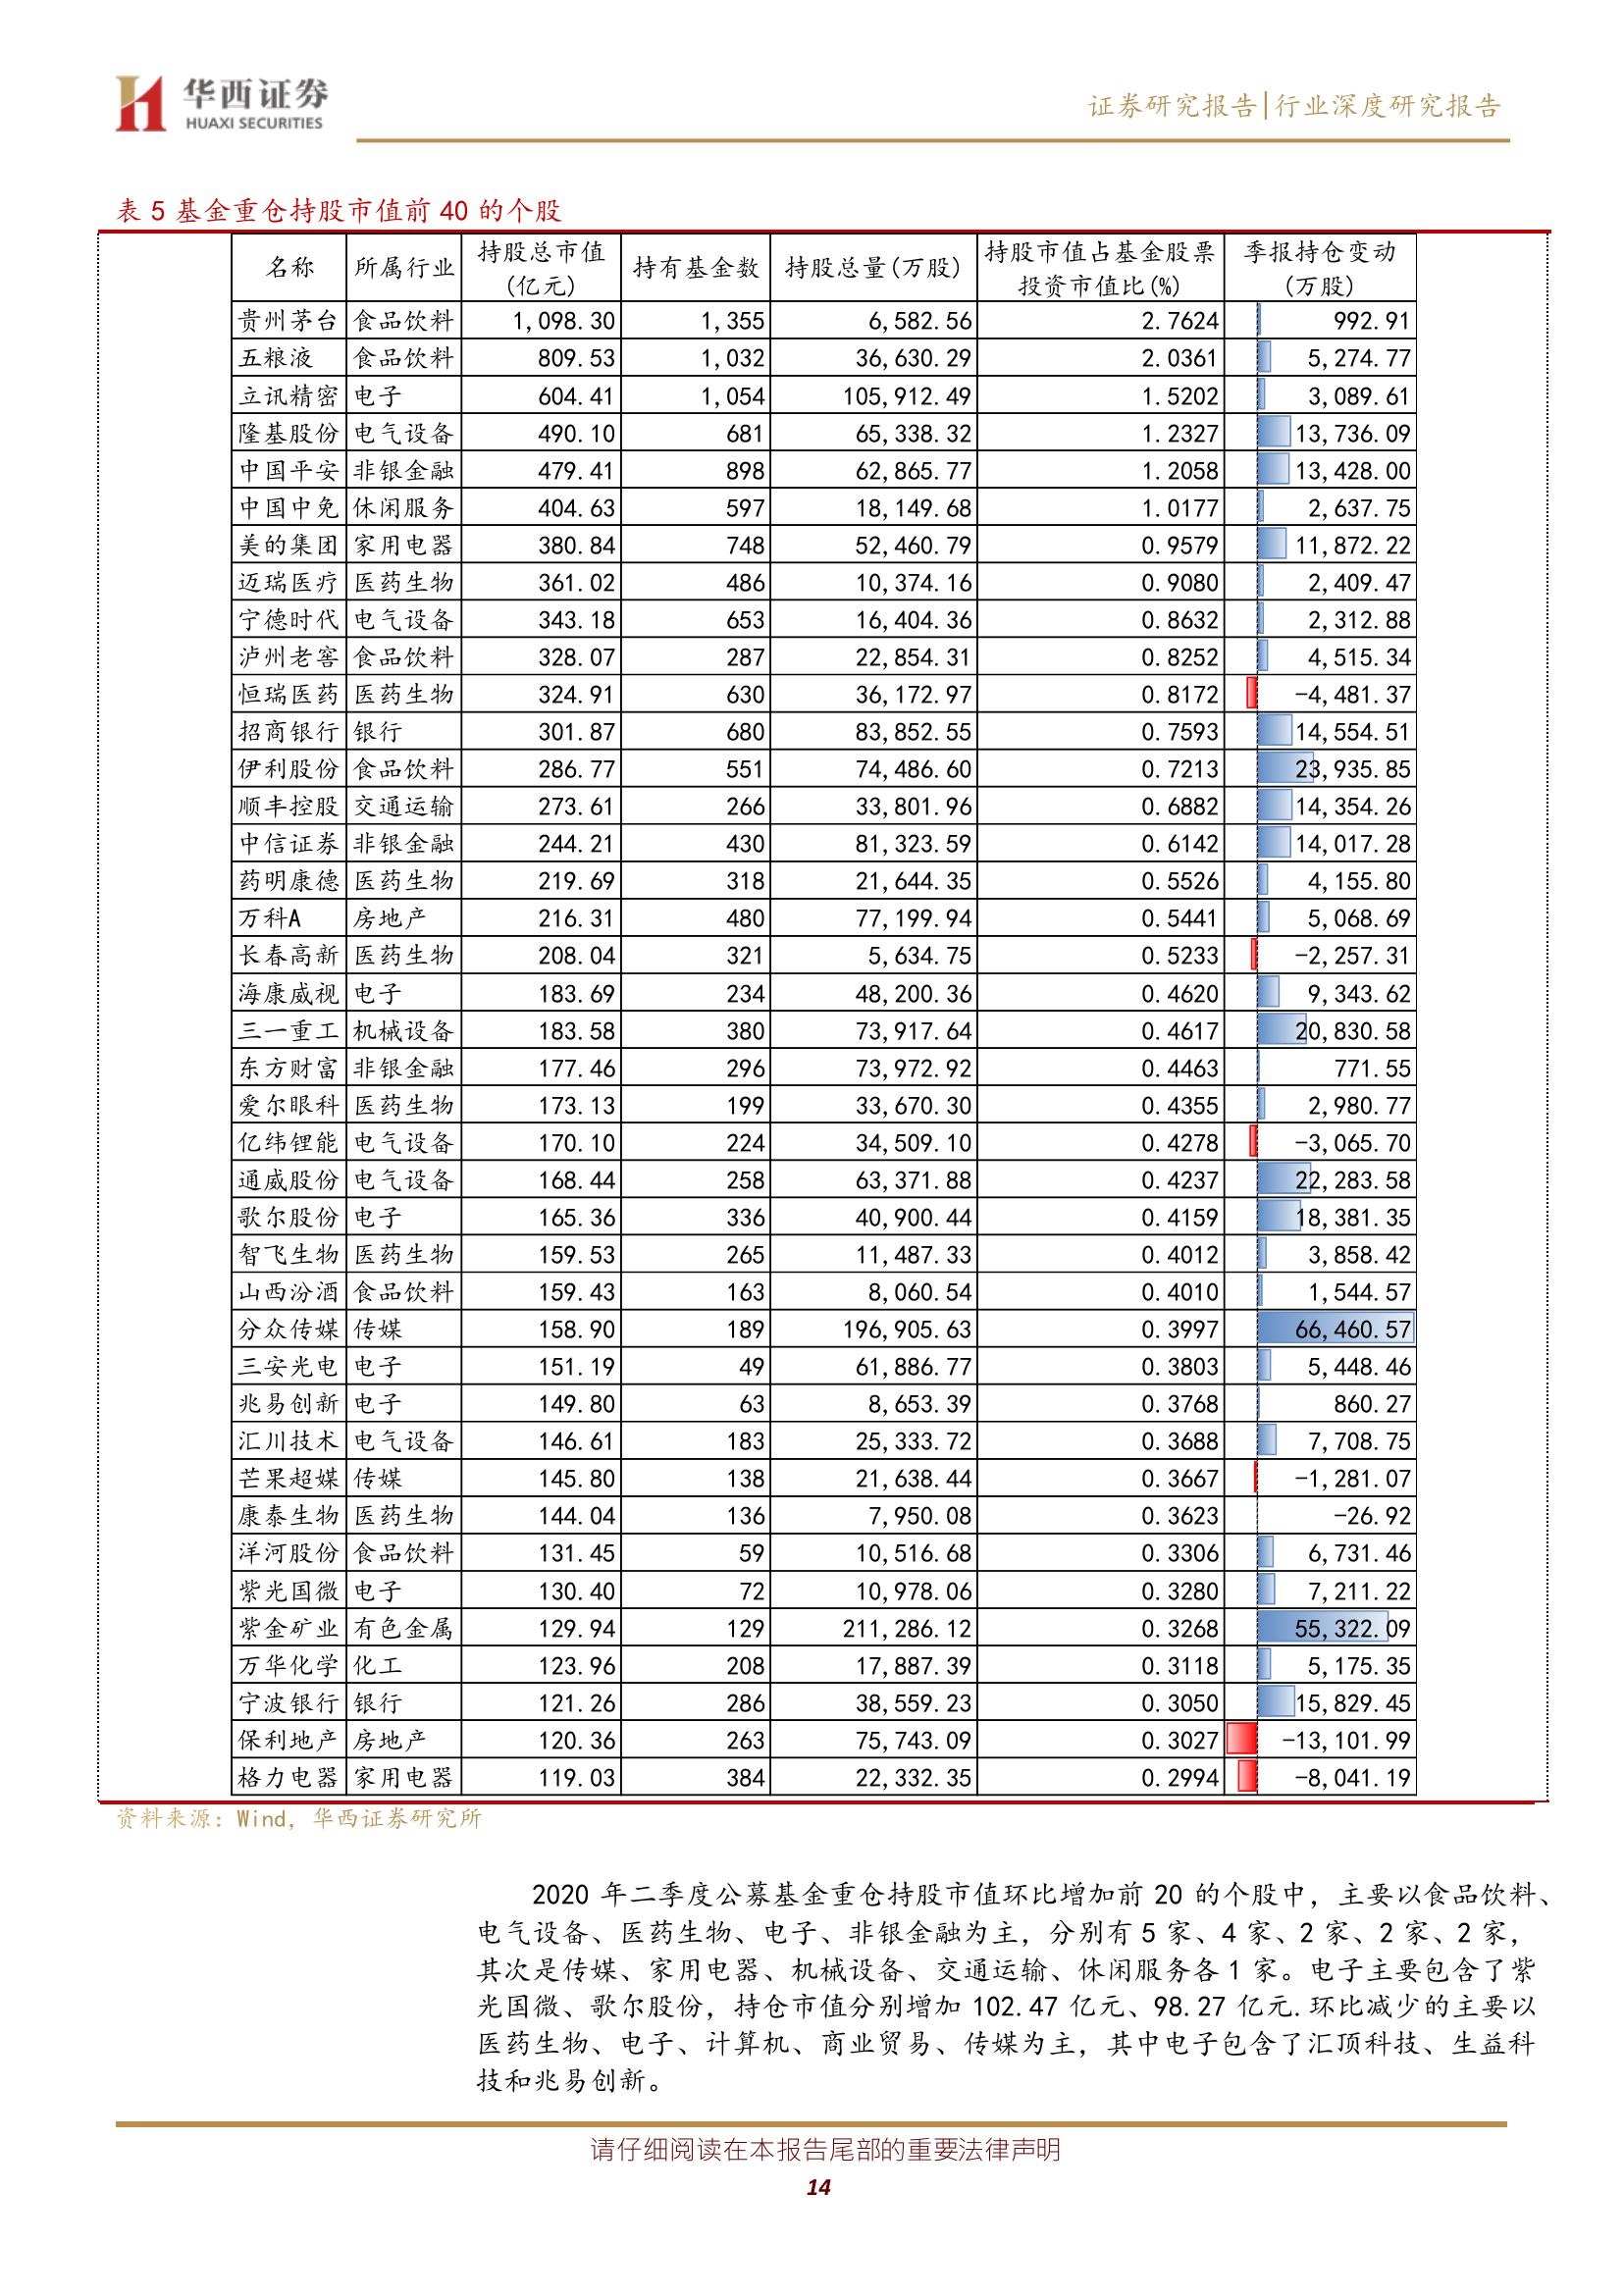 华西证券
HUAXI SECURITIES
证券研究报告|行业深度研究报告
表 5 基金重仓持股市值前 40 的个股
名称 所属行业 持股总市值(亿元) 持有基金数 持股总量(万股) 持股市值占基金股票投资市值比(%) 季报持仓变动(万股)
贵州茅台 食品饮料 1,098.30 1,355 6,582.56 2.7624 992.91
五粮液 食品饮料 809.53 1,032 36,630.29 2.0361 5,274.77
立讯精密 电子 604.41 1,054 105,912.49 1.5202 3,089.61
隆基股份 电气设备 490.10 681 65,338.32 1.2327 13,736.09
中国平安 非银金融 479.41 898 62,865.77 1.2058 13,428.00
中国中免 休闲服务 404.63 597 18,149.68 1.0177 2,637.75
美的集团 家用电器 380.84 748 52,460.79 0.9579 11,872.22
迈瑞医疗 医药生物 361.02 486 10,374.16 0.9080 2,409.47
宁德时代 电气设备 343.18 653 16,404.36 0.8632 2,312.88
泸州老窖 食品饮料 328.07 287 22,854.31 0.8252 4,515.34
恒瑞医药 医药生物 324.91 630 36,172.97 0.8172 -4,481.37
招商银行 银行 301.87 680 83,852.55 0.7593 14,554.51
伊利股份 食品饮料 286.77 551 74,486.60 0.7213 23,935.85
顺丰控股 交通运输 273.61 266 33,801.96 0.6882 14,354.26
中信证券 非银金融 244.21 430 81,323.59 0.6142 14,017.28
药明康德 医药生物 219.69 318 21,644.35 0.5526 4,155.80
万科A 房地产 216.31 480 77,199.94 0.5441 5,068.69
长春高新 医药生物 208.04 321 5,634.75 0.5233 -2,257.31
海康威视 电子 183.69 234 48,200.36 0.4620 9,343.62
三一重工 机械设备 183.58 380 73,917.64 0.4617 20,830.58
东方财富 非银金融 177.46 296 73,972.92 0.4463 771.55
爱尔眼科 医药生物 173.13 199 33,670.30 0.4355 2,980.77
亿纬锂能 电气设备 170.10 224 34,509.10 0.4278 -3,065.70
通威股份 电气设备 168.44 258 63,371.88 0.4237 22,283.58
歌尔股份 电子 165.36 336 40,900.44 0.4159 18,381.35
智飞生物 医药生物 159.53 265 11,487.33 0.4012 3,858.42
山西汾酒 食品饮料 159.43 163 8,060.54 0.4010 1,544.57
分众传媒 传媒 158.90 189 196,905.63 0.3997 66,460.57
三安光电 电子 151.19 49 61,886.77 0.3803 5,448.46
兆易创新 电子 149.80 63 8,653.39 0.3768 860.27
汇川技术 电气设备 146.61 183 25,333.72 0.3688 7,708.75
芒果超媒 传媒 145.80 138 21,638.44 0.3667 -1,281.07
康泰生物 医药生物 144.04 136 7,950.08 0.3623 -26.92
洋河股份 食品饮料 131.45 59 10,516.68 0.3306 6,731.46
紫光国微 电子 130.40 72 10,978.06 0.3280 7,211.22
紫金矿业 有色金属 129.94 129 211,286.12 0.3268 55,322.09
万华化学 化工 123.96 208 17,887.39 0.3118 5,175.35
宁波银行 银行 121.26 286 38,559.23 0.3050 15,829.45
保利地产 房地产 120.36 263 75,743.09 0.3027 -13,101.99
格力电器 家用电器 119.03 384 22,332.35 0.2994 -8,041.19
资料来源：Wind，华西证券研究所
2020 年二季度公募基金重仓持股市值环比增加前 20 的个股中，主要以食品饮料、
电气设备、医药生物、电子、非银金融为主，分别有 5 家、4 家、2 家、2 家、2 家，
其次是传媒、家用电器、机械设备、交通运输、休闲服务各 1 家。电子主要包含了紫
光国微、歌尔股份，持仓市值分别增加 102.47 亿元、98.27 亿元.环比减少的主要以
医药生物、电子、计算机、商业贸易、传媒为主，其中电子包含了汇顶科技、生益科
技和兆易创新。
请仔细阅读在本报告尾部的重要法律声明
14